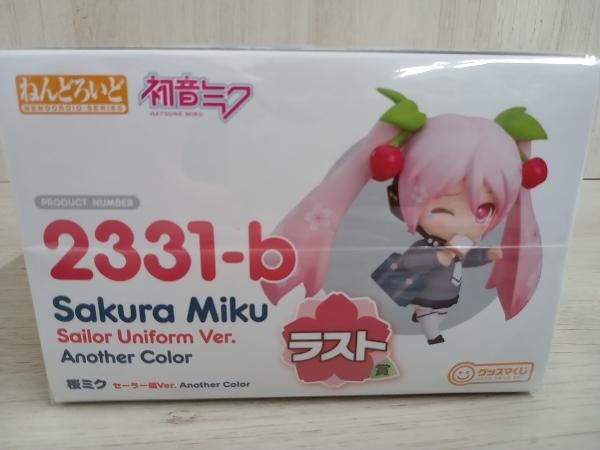 ねんどろいど
NENDOROID SERIES
初音ミク
HATSUNE MIKU
PRODUCT NUMBER
2331-b
Sakura Miku
Sailor Uniform Ver.
Another Color
桜ミク セーラー服Ver. Another Color
ラスト
賞
グッスマくじ